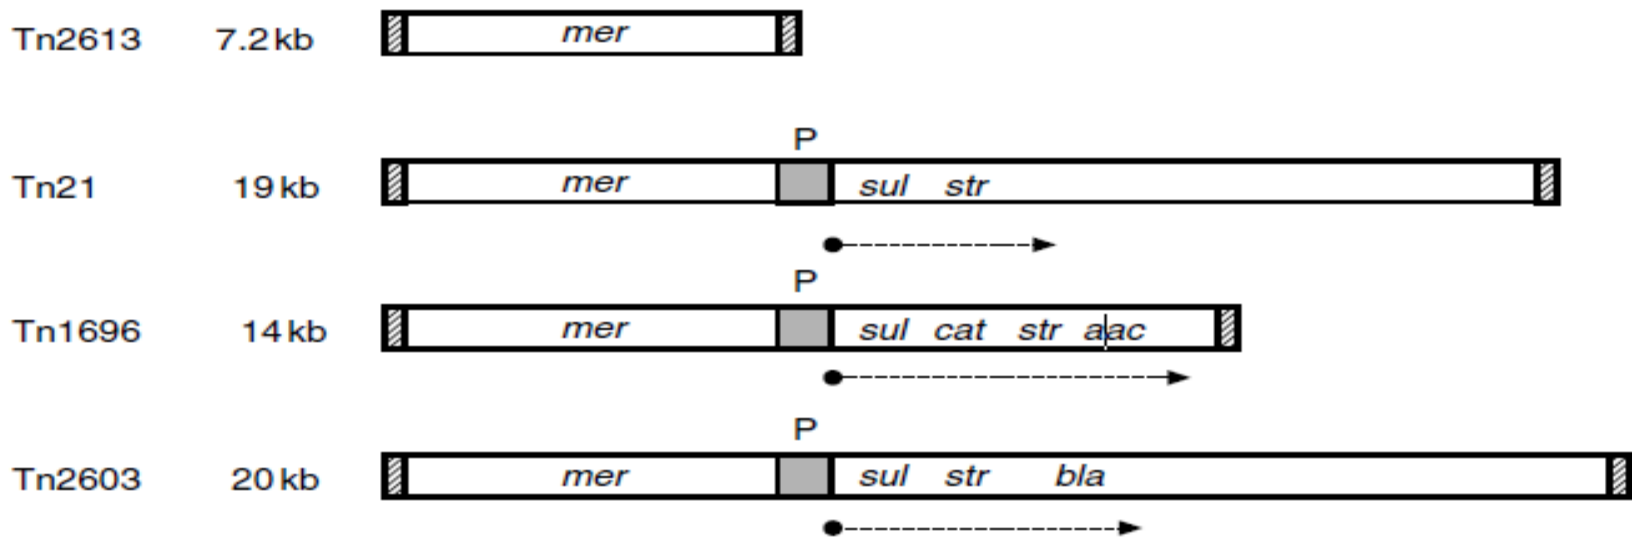 Tn2613 7.2 kb mer
P
Tn21 19 kb mer sul str
P
Tn1696 14 kb mer sul cat str aac
P
Tn2603 20 kb mer sul str bla